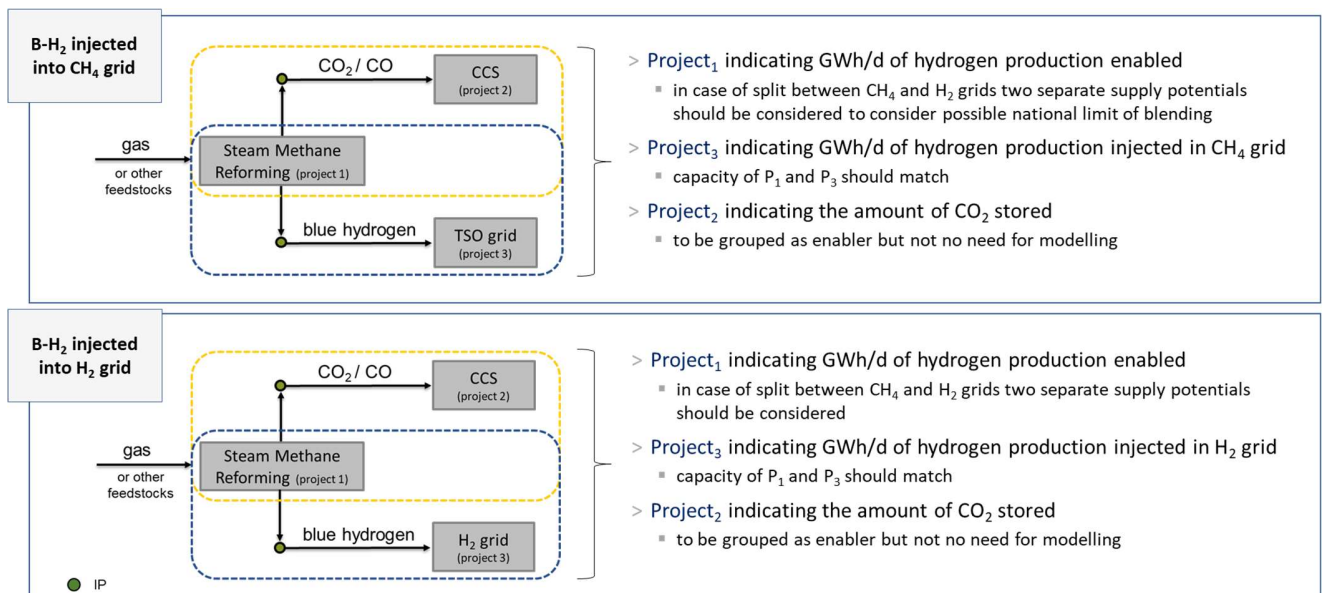 B-H₂ injected
into CH₄ grid
gas
or other
feedstocks
CO₂ / CO
CCS
(project 2)
Steam Methane
Reforming (project 1)
blue hydrogen
TSO grid
(project 3)
> Project₁ indicating GWh/d of hydrogen production enabled
▪ in case of split between CH₄ and H₂ grids two separate supply potentials
should be considered to consider possible national limit of blending
> Project₃ indicating GWh/d of hydrogen production injected in CH₄ grid
▪ capacity of P₁ and P₃ should match
> Project₂ indicating the amount of CO₂ stored
▪ to be grouped as enabler but not no need for modelling
B-H₂ injected
into H₂ grid
gas
or other
feedstocks
CO₂ / CO
CCS
(project 2)
Steam Methane
Reforming (project 1)
blue hydrogen
H₂ grid
(project 3)
IP
> Project₁ indicating GWh/d of hydrogen production enabled
▪ in case of split between CH₄ and H₂ grids two separate supply potentials
should be considered
> Project₃ indicating GWh/d of hydrogen production injected in H₂ grid
▪ capacity of P₁ and P₃ should match
> Project₂ indicating the amount of CO₂ stored
▪ to be grouped as enabler but not no need for modelling